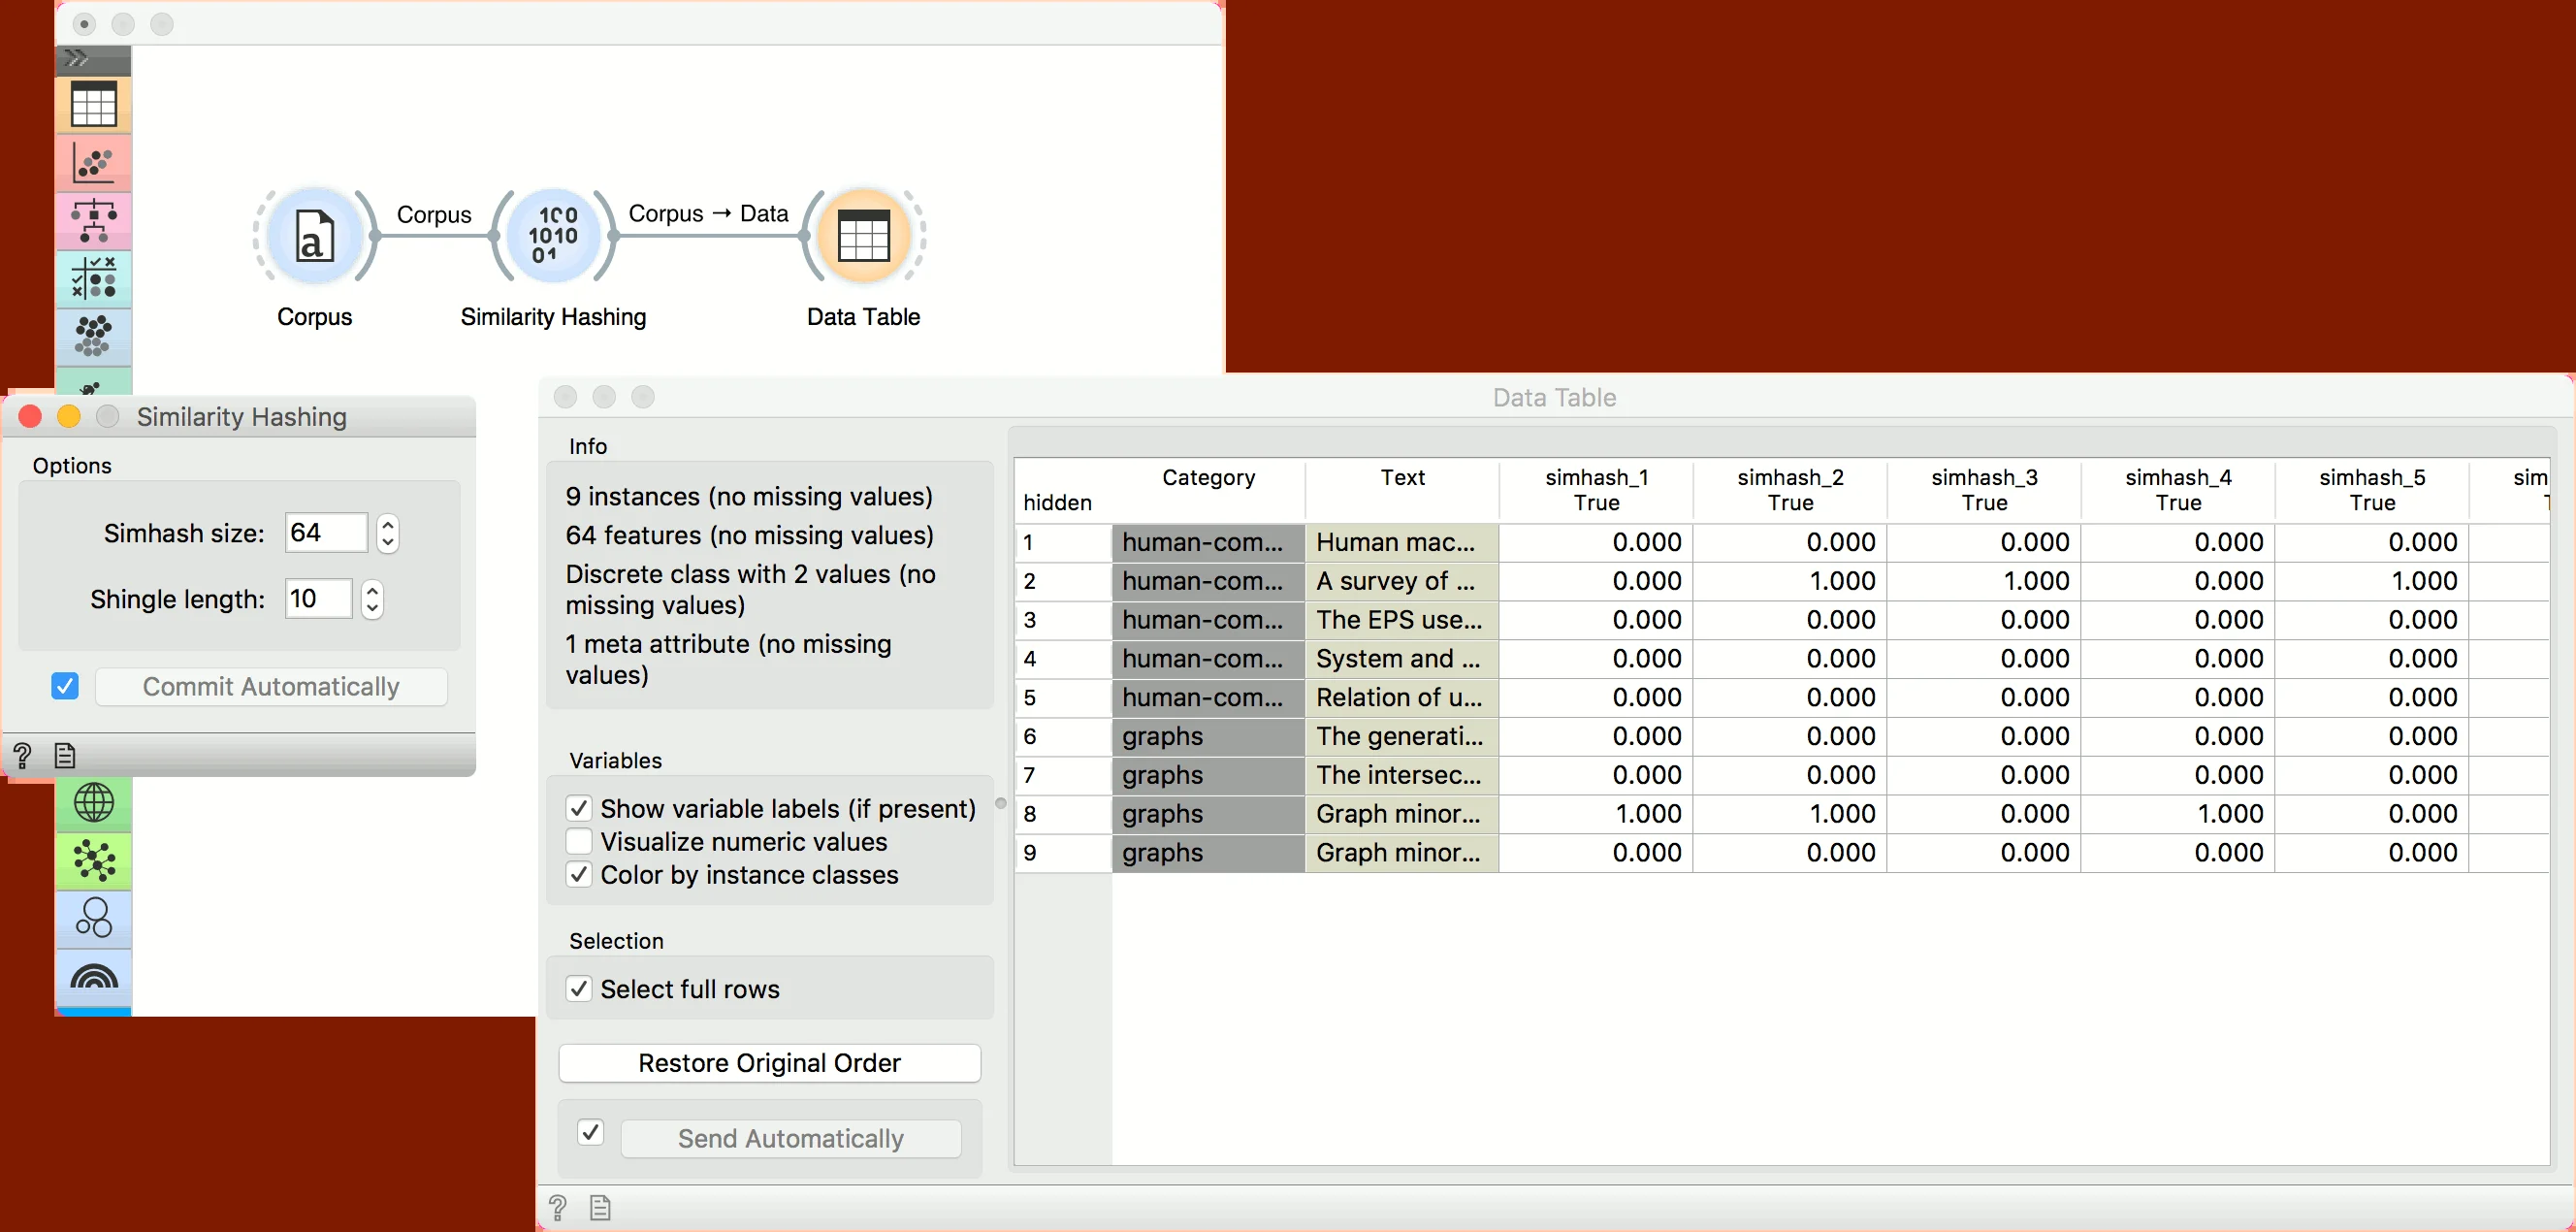 Corpus
Corpus → Data
a
1010
01
Corpus
Similarity Hashing
Data Table
Similarity Hashing
Options
Simhash size: 64
Shingle length: 10
Commit Automatically
?
Data Table
Info
9 instances (no missing values)
64 features (no missing values)
Discrete class with 2 values (no
missing values)
1 meta attribute (no missing
values)
Variables
Show variable labels (if present)
Visualize numeric values
Color by instance classes
Selection
Select full rows
Restore Original Order
Send Automatically
?
Category Text simhash_1 simhash_2 simhash_3 simhash_4 simhash_5 sim
hidden True True True True True
1 human-com... Human mac... 0.000 0.000 0.000 0.000 0.000
2 human-com... A survey of ... 0.000 1.000 1.000 0.000 1.000
3 human-com... The EPS use... 0.000 0.000 0.000 0.000 0.000
4 human-com... System and ... 0.000 0.000 0.000 0.000 0.000
5 human-com... Relation of u... 0.000 0.000 0.000 0.000 0.000
6 graphs The generati... 0.000 0.000 0.000 0.000 0.000
7 graphs The intersec... 0.000 0.000 0.000 0.000 0.000
8 graphs Graph minor... 1.000 1.000 0.000 1.000 0.000
9 graphs Graph minor... 0.000 0.000 0.000 0.000 0.000